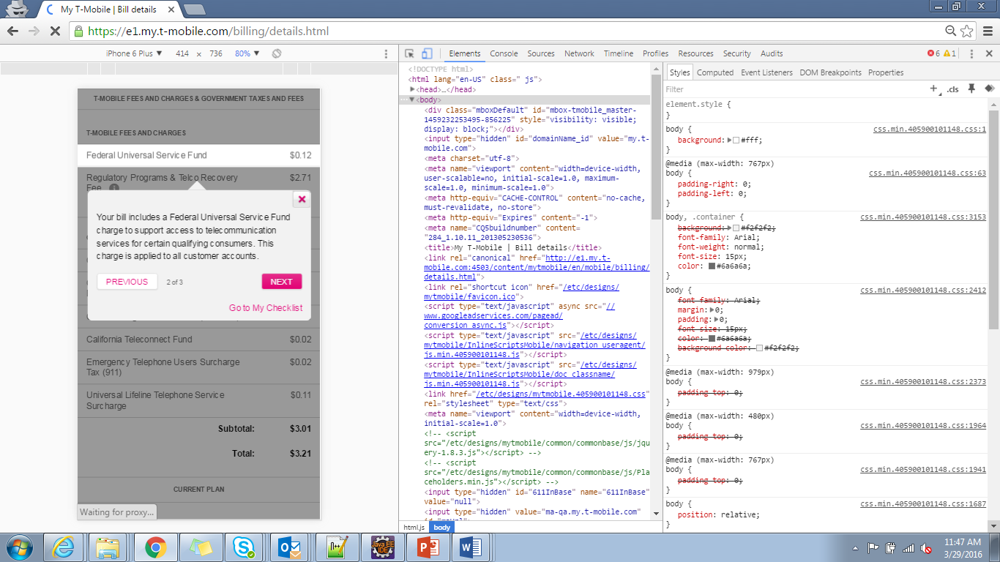 My T-Mobile | Bill details
https://e1.my.t-mobile.com/billing/details.html
iPhone 6 Plus ▼ 414 × 736 80% ▼
T-MOBILE FEES AND CHARGES & GOVERNMENT TAXES AND FEES
T-MOBILE FEES AND CHARGES
Federal Universal Service Fund $0.12
Regulatory Programs & Telco Recovery $2.71
Fee
Your bill includes a Federal Universal Service Fund
charge to support access to telecommunication
services for certain qualifying consumers. This
charge is applied to all customer accounts.
PREVIOUS 2 of 3 NEXT
Go to My Checklist
California Teleconnect Fund $0.02
Emergency Telephone Users Surcharge $0.02
Tax (911)
Universal Lifeline Telephone Service $0.11
Surcharge
Subtotal: $3.01
Total: $3.21
CURRENT PLAN
Waiting for proxy...
Elements Console Sources Network Timeline Profiles Resources Security Audits 6 1
<!DOCTYPE html>
<html lang="en-US" class=" js">
▶<head>…</head>
…▼<body>
<div class="mboxDefault" id="mbox-tmobile_master-
1459232253495-856225" style="visibility: visible;
display: block;"></div>
<input type="hidden" id="domainName_id" value="my.t-
mobile.com">
<meta charset="utf-8">
<meta name="viewport" content="width=device-width,
user-scalable=no, initial-scale=1.0, maximum-
scale=1.0, minimum-scale=1.0">
<meta http-equiv="CACHE-CONTROL" content="no-cache,
must-revalidate, no-store">
<meta http-equiv="Expires" content="-1">
<meta name="CQ5buildnumber" content=
"284_1.10.11_201305230536">
<title>My T-Mobile | Bill details</title>
<link rel="canonical" href="http://e1.my.t-
mobile.com:4503/content/mytmobile/en/mobile/billing/
details.html">
<link rel="shortcut icon" href="/etc/designs/
mytmobile/favicon.ico">
<script type="text/javascript" async src="//
www.googleadservices.com/pagead/
conversion_async.js"></script>
<script type="text/javascript" src="/etc/designs/
mytmobile/InlineScriptsMobile/navigation_useragent/
js.min.405900101148.js"></script>
<script type="text/javascript" src="/etc/designs/
mytmobile/InlineScriptsMobile/doc_classname/
js.min.405900101148.js"></script>
<link href="/etc/designs/mytmobile.405900101148.css"
rel="stylesheet" type="text/css">
<meta name="viewport" content="width=device-width,
initial-scale=1.0">
<!-- <script
src="/etc/designs/mytmobile/common/commonbase/js/jqu
ery-1.8.3.js"></script> -->
<!-- <script
src="/etc/designs/mytmobile/common/commonbase/js/Pla
ceholders.min.js"></script> -->
<input type="hidden" id="611InBase" name="611InBase"
value="null">
<input type="hidden" value="ma-qa.my.t-mobile.com"
html.js body
Styles Computed Event Listeners DOM Breakpoints Properties
Filter + .cls
element.style {
}
body { css.min.405900101148.css:1
background:▶#fff;
}
@media (max-width: 767px)
body { css.min.405900101148.css:63
padding-right: 0;
padding-left: 0;
}
body, .container { css.min.405900101148.css:3153
background:▶#f2f2f2;
font-family: Arial;
font-weight: normal;
font-size: 15px;
color: #6a6a6a;
}
body { css.min.405900101148.css:2412
font-family: Arial;
margin:▶0;
padding:▶0;
font-size: 15px;
color: #6a6a6a;
background-color: #f2f2f2;
}
@media (max-width: 979px)
body { css.min.405900101148.css:2373
padding-top: 0;
}
@media (max-width: 480px)
body { css.min.405900101148.css:1964
padding-top: 0;
}
@media (max-width: 767px)
body { css.min.405900101148.css:1941
padding-top: 0;
}
body { css.min.405900101148.css:1687
position: relative;
}
Java EE
IDE
11:47 AM
3/29/2016